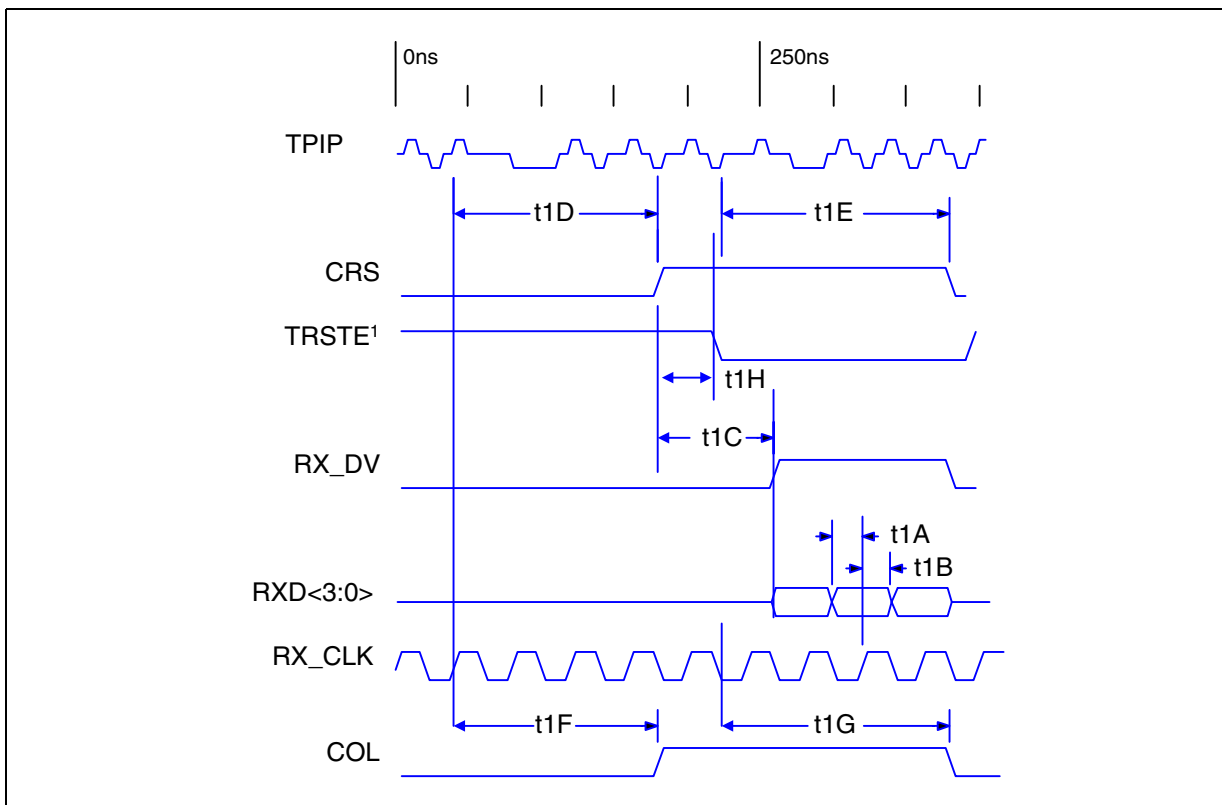 0ns
250ns
TPIP
t1D
t1E
CRS
TRSTE¹
t1H
t1C
RX_DV
t1A
t1B
RXD<3:0>
RX_CLK
t1F
t1G
COL